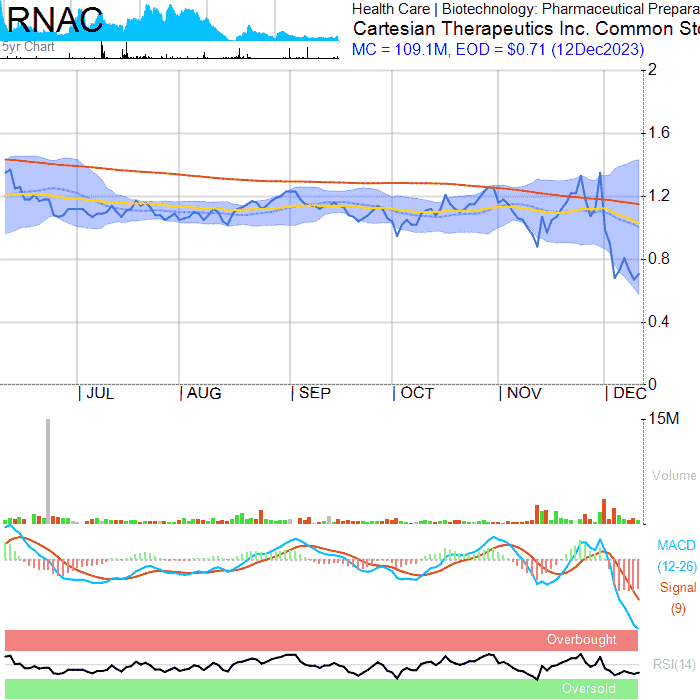 RNAC
5yr Chart
Health Care | Biotechnology: Pharmaceutical Prepara
Cartesian Therapeutics Inc. Common Sto
MC = 109.1M, EOD = $0.71 (12Dec2023)
2
1.6
1.2
0.8
0.4
0
| JUL | AUG | SEP | OCT | NOV | DEC
15M
Volume
MACD
(12-26)
Signal
(9)
Overbought
RSI(14)
Oversold